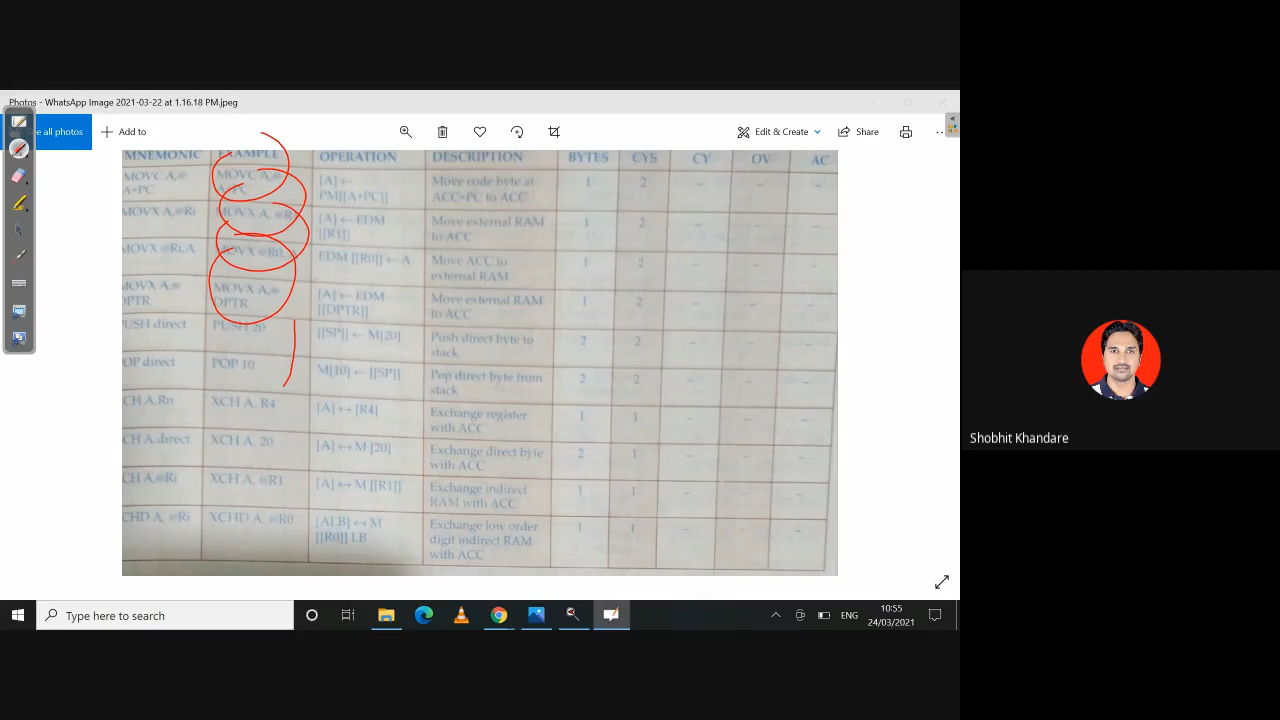 Photos - WhatsApp Image 2021-03-22 at 1.16.18 PM.jpeg
e all photos
Add to
Edit & Create
Share
MNEMONIC EXAMPLE OPERATION DESCRIPTION BYTES CYS CY OV AC
MOVC A,@ MOVC A,@ [A] ← Move code byte at 1 2 – – –
A+PC A+PC PM[[A+PC]] ACC+PC to ACC
MOVX A,@Ri MOVX A, @R [A] ← EDM Move external RAM 1 2 – – –
[[R1]] to ACC
MOVX @Ri, A MOVX @R0, EDM [[R0]] ← A Move ACC to 1 2 – – –
external RAM
MOVX A,@ MOVX A,@ [A] ← EDM Move external RAM 1 2 – – –
DPTR DPTR [[DPTR]] to ACC
PUSH direct PUSH 20 [[SP]] ← M[20] Push direct byte to 2 2 – – –
stack
OP direct POP 10 M[10] ← [[SP]] Pop direct byte from 2 2 – – –
stack
CH A,Rn XCH A, R4 [A] ↔ [R4] Exchange register 1 1 – – –
with ACC
CH A,direct XCH A, 20 [A] ↔ M [20] Exchange direct byte 2 1 – – –
with ACC
CH A,@Ri XCH A, @R1 [A] ↔ M [[R1]] Exchange indirect 1 1 – – –
RAM with ACC
CHD A, @Ri XCHD A, @R0 [ALB] ↔ M Exchange low order 1 1 – – –
[[R0]] LB digit indirect RAM
with ACC
Shobhit Khandare
Type here to search
ENG
10:55
24/03/2021